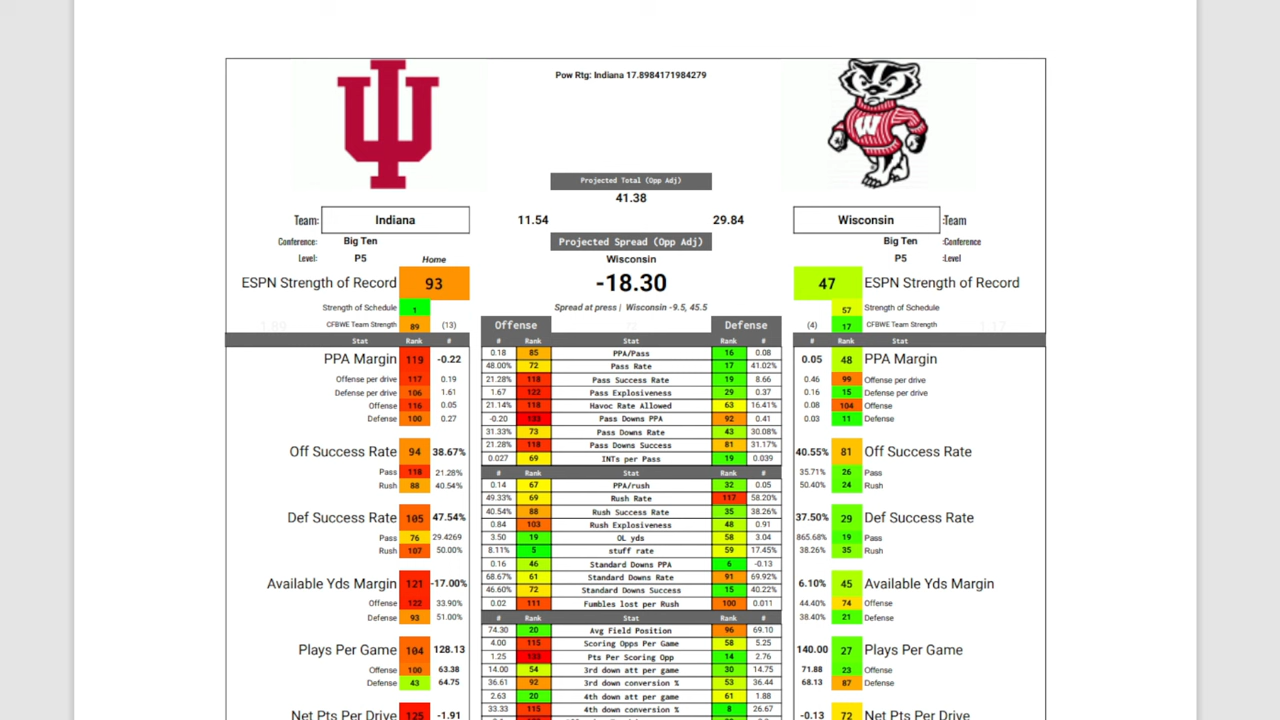 Pow Rtg: Indiana 17.8984171984279
Projected Total (Opp Adj)
41.38
Team: Indiana 11.54 29.84 Wisconsin :Team
Conference: Big Ten Projected Spread (Opp Adj) Big Ten :Conference
Level: P5 Home Wisconsin P5 :Level
ESPN Strength of Record 93 -18.30 47 ESPN Strength of Record
Strength of Schedule 1 Spread at press | Wisconsin -9.5, 45.5 57 Strength of Schedule
CFBWE Team Strength 89 (13) Offense Defense (4) 17 CFBWE Team Strength
Stat Rank # # Rank Stat Rank # # Rank Stat
PPA Margin 119 -0.22 0.18 85 PPA/Pass 16 0.08 0.05 48 PPA Margin
48.00% 72 Pass Rate 17 41.02%
Offense per drive 117 0.19 21.28% 118 Pass Success Rate 19 8.66 0.46 99 Offense per drive
Defense per drive 106 1.61 1.67 122 Pass Explosiveness 29 0.37 0.16 15 Defense per drive
Offense 116 0.05 21.14% 118 Havoc Rate Allowed 63 16.41% 0.08 104 Offense
Defense 100 0.27 -0.20 133 Pass Downs PPA 92 0.41 0.03 11 Defense
31.33% 73 Pass Downs Rate 43 30.08%
Off Success Rate 94 38.67% 21.28% 118 Pass Downs Success 81 31.17% 40.55% 81 Off Success Rate
0.027 69 INTs per Pass 19 0.039
Pass 118 21.28% # Rank Stat Rank # 35.71% 26 Pass
Rush 88 40.54% 0.14 67 PPA/rush 32 0.05 50.40% 24 Rush
49.33% 69 Rush Rate 117 58.20%
Def Success Rate 105 47.54% 40.54% 88 Rush Success Rate 35 38.26% 37.50% 29 Def Success Rate
0.84 103 Rush Explosiveness 48 0.91
Pass 76 29.4269 3.50 19 OL yds 58 3.04 865.68% 19 Pass
Rush 107 50.00% 8.11% 5 stuff rate 59 17.45% 38.26% 35 Rush
0.16 46 Standard Downs PPA 6 -0.13
Available Yds Margin 121 -17.00% 68.67% 61 Standard Downs Rate 91 69.92% 6.10% 45 Available Yds Margin
46.60% 72 Standard Downs Success 15 40.22%
Offense 122 33.90% 0.02 111 Fumbles lost per Rush 100 0.011 44.40% 74 Offense
Defense 93 51.00% # Rank Stat Rank # 38.40% 21 Defense
74.30 20 Avg Field Position 96 69.10
Plays Per Game 104 128.13 4.00 115 Scoring Opps Per Game 58 5.25 140.00 27 Plays Per Game
1.25 133 Pts Per Scoring Opp 14 2.76
Offense 100 63.38 14.00 54 3rd down att per game 30 14.75 71.88 23 Offense
Defense 43 64.75 36.61 92 3rd down conversion % 53 36.44 68.13 87 Defense
2.63 20 4th down att per game 61 1.88
Net Pts Per Drive 125 -1.91 33.33 115 4th down conversion % 8 26.67 -0.13 72 Net Pts Per Drive